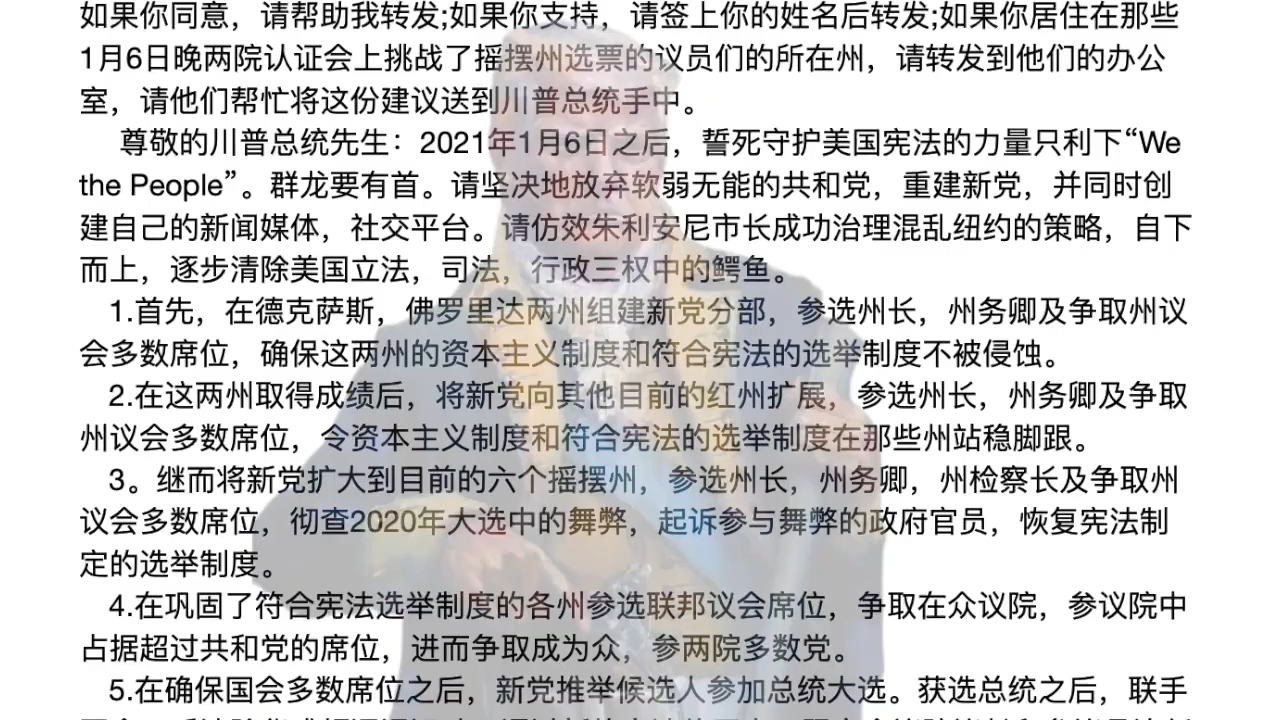 如果你同意，请帮助我转发;如果你支持，请签上你的姓名后转发;如果你居住在那些
1月6日晚两院认证会上挑战了摇摆州选票的议员们的所在州，请转发到他们的办公
室，请他们帮忙将这份建议送到川普总统手中。
尊敬的川普总统先生：2021年1月6日之后，誓死守护美国宪法的力量只利下“We
the People”。群龙要有首。请坚决地放弃软弱无能的共和党，重建新党，并同时创
建自己的新闻媒体，社交平台。请仿效朱利安尼市长成功治理混乱纽约的策略，自下
而上，逐步清除美国立法，司法，行政三权中的鳄鱼。
1.首先，在德克萨斯，佛罗里达两州组建新党分部，参选州长，州务卿及争取州议
会多数席位，确保这两州的资本主义制度和符合宪法的选举制度不被侵蚀。
2.在这两州取得成绩后，将新党向其他目前的红州扩展，参选州长，州务卿及争取
州议会多数席位，令资本主义制度和符合宪法的选举制度在那些州站稳脚跟。
3。继而将新党扩大到目前的六个摇摆州，参选州长，州务卿，州检察长及争取州
议会多数席位，彻查2020年大选中的舞弊，起诉参与舞弊的政府官员，恢复宪法制
定的选举制度。
4.在巩固了符合宪法选举制度的各州参选联邦议会席位，争取在众议院，参议院中
占据超过共和党的席位，进而争取成为众，参两院多数党。
5.在确保国会多数席位之后，新党推举候选人参加总统大选。获选总统之后，联手